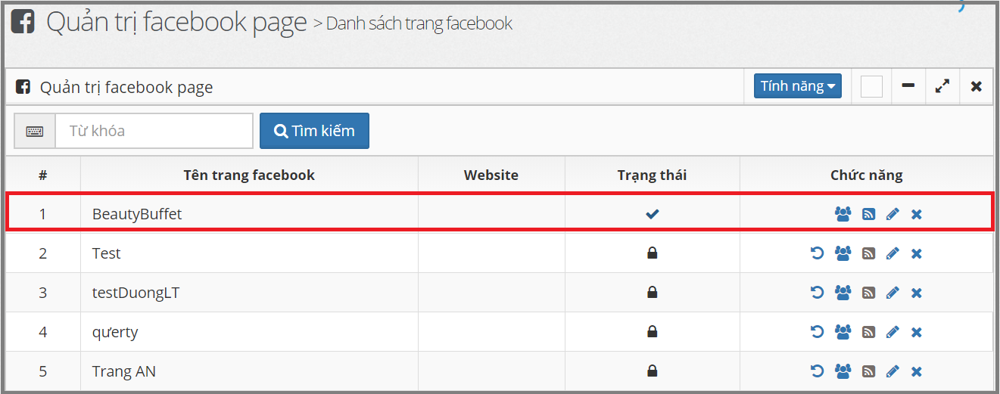 Quản trị facebook page > Danh sách trang facebook
Quản trị facebook page Tính năng
Từ khóa Tìm kiếm
# Tên trang facebook Website Trạng thái Chức năng
1 BeautyBuffet
2 Test
3 testDuongLT
4 qưerty
5 Trang AN